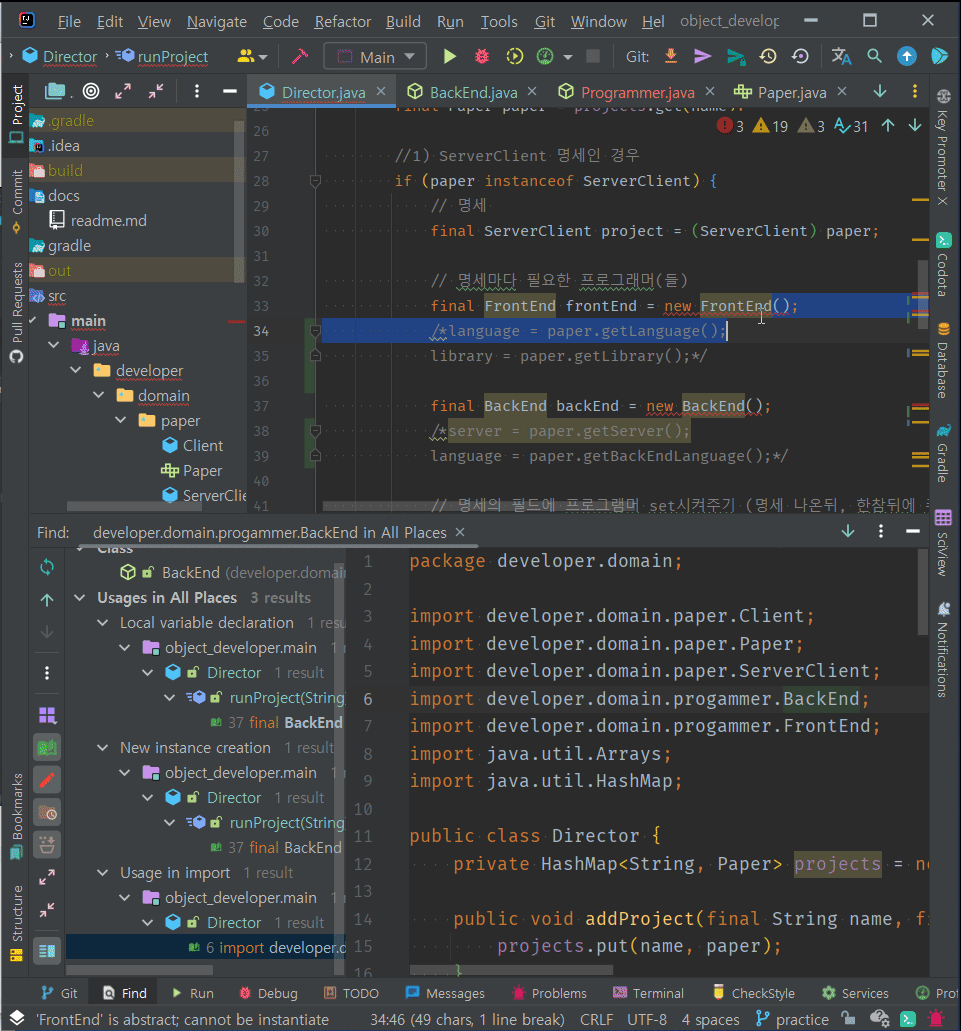 File Edit View Navigate Code Refactor Build Run Tools Git Window Hel object_develop
Director runProject Main Git:
Project
Commit
Pull Requests
Bookmarks
Structure
.gradle
.idea
build
docs
readme.md
gradle
out
src
main
java
developer
domain
paper
Client
Paper
ServerClie
Director.java BackEnd.java Programmer.java Paper.java
3 19 3 31
26
27 //1) ServerClient 명세인 경우
28 if (paper instanceof ServerClient) {
29 // 명세
30 final ServerClient project = (ServerClient) paper;
31
32 // 명세마다 필요한 프로그래머(들)
33 final FrontEnd frontEnd = new FrontEnd();
34 /*language = paper.getLanguage();
35 library = paper.getLibrary();*/
36
37 final BackEnd backEnd = new BackEnd();
38 /*server = paper.getServer();
39 language = paper.getBackEndLanguage();*/
40
41 // 명세의 필드에 프로그램머 set시켜주기 (명세 나온뒤, 한참뒤에
Key Promoter X
Codota
Database
Gradle
SciView
Notifications
Find: developer.domain.progammer.BackEnd in All Places
Class
BackEnd (developer.domai
Usages in All Places 3 results
Local variable declaration 1 resu
object_developer.main 1
Director 1 result
runProject(String
37 final BackEnd
New instance creation 1 result
object_developer.main 1
Director 1 result
runProject(String
37 final BackEnd
Usage in import 1 result
object_developer.main 1
Director 1 result
6 import developer.d
1 package developer.domain;
2
3 import developer.domain.paper.Client;
4 import developer.domain.paper.Paper;
5 import developer.domain.paper.ServerClient;
6 import developer.domain.progammer.BackEnd;
7 import developer.domain.progammer.FrontEnd;
8 import java.util.Arrays;
9 import java.util.HashMap;
10
11 public class Director {
12 private HashMap<String, Paper> projects = ne
13
14 public void addProject(final String name, fi
15 projects.put(name, paper);
16 }
Git Find Run Debug TODO Messages Problems Terminal CheckStyle Services Prof
'FrontEnd' is abstract; cannot be instantiate 34:46 (49 chars, 1 line break) CRLF UTF-8 4 spaces practice